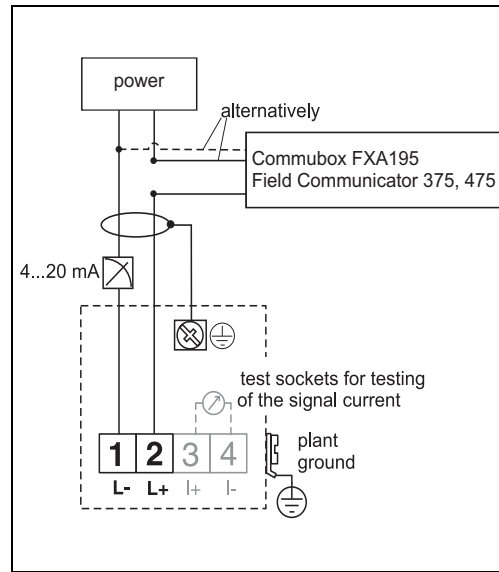 power
alternatively
Commubox FXA195
Field Communicator 375, 475
4...20 mA
test sockets for testing
of the signal current
1 2 3 4
L- L+ I+ I-
plant
ground